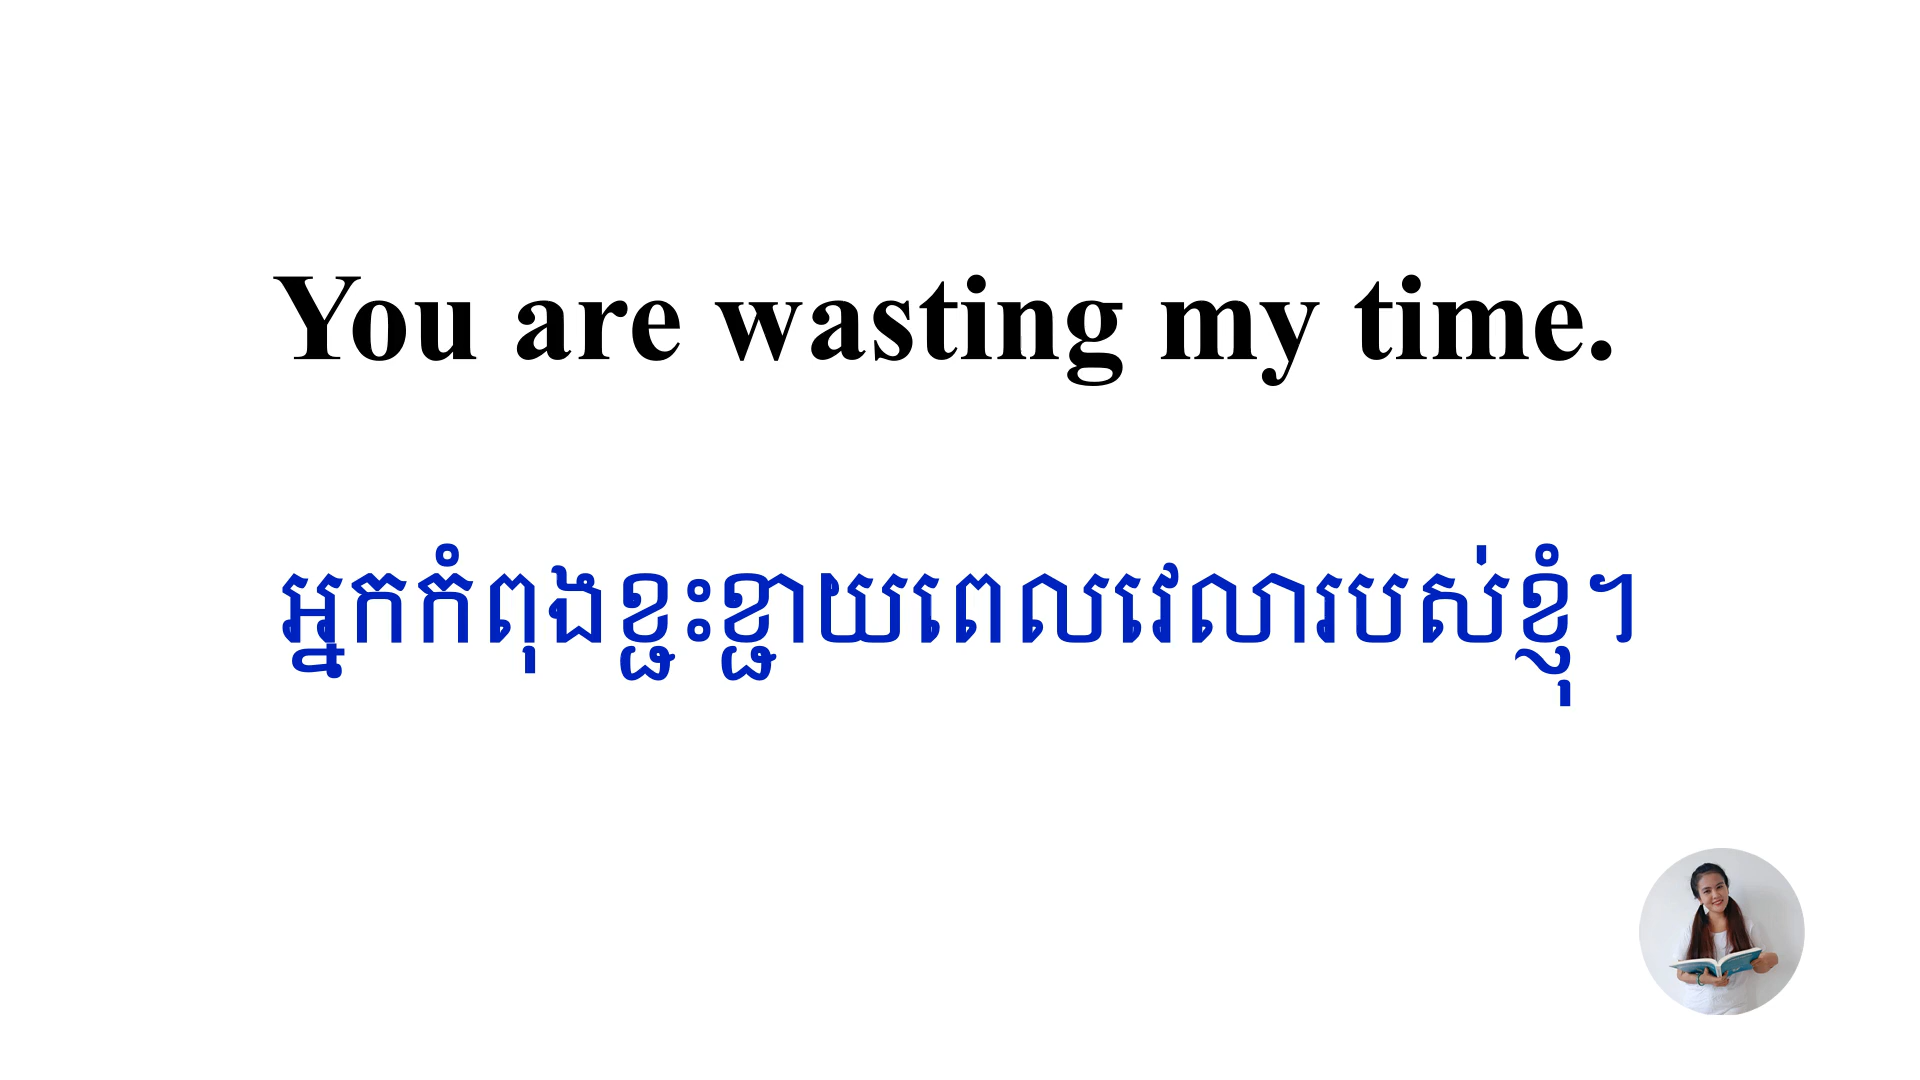 You are wasting my time.
អ្នកកំពុងខ្ជះខ្ជាយពេលវេលារបស់ខ្ញុំ។